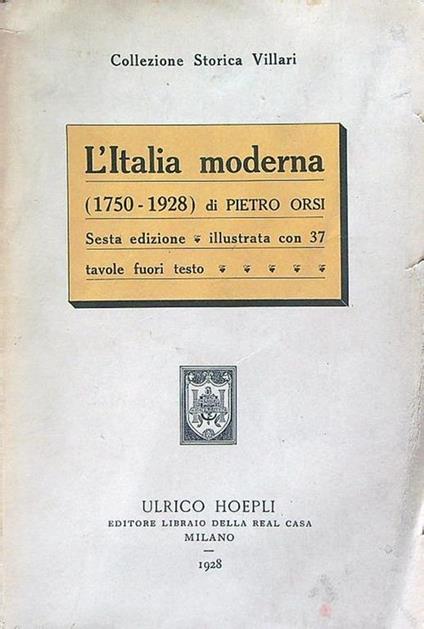 Collezione Storica Villari
L'Italia moderna
(1750-1928) di PIETRO ORSI
Sesta edizione ❦ illustrata con 37
tavole fuori testo ❦ ❦ ❦ ❦ ❦
ULRICO HOEPLI
EDITORE LIBRAIO DELLA REAL CASA
MILANO
—
1928